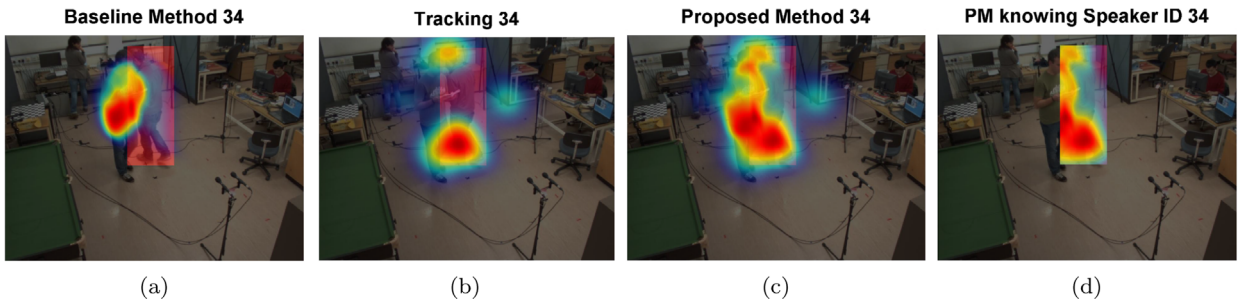 Baseline Method 34
Tracking 34
Proposed Method 34
PM knowing Speaker ID 34
(a)
(b)
(c)
(d)